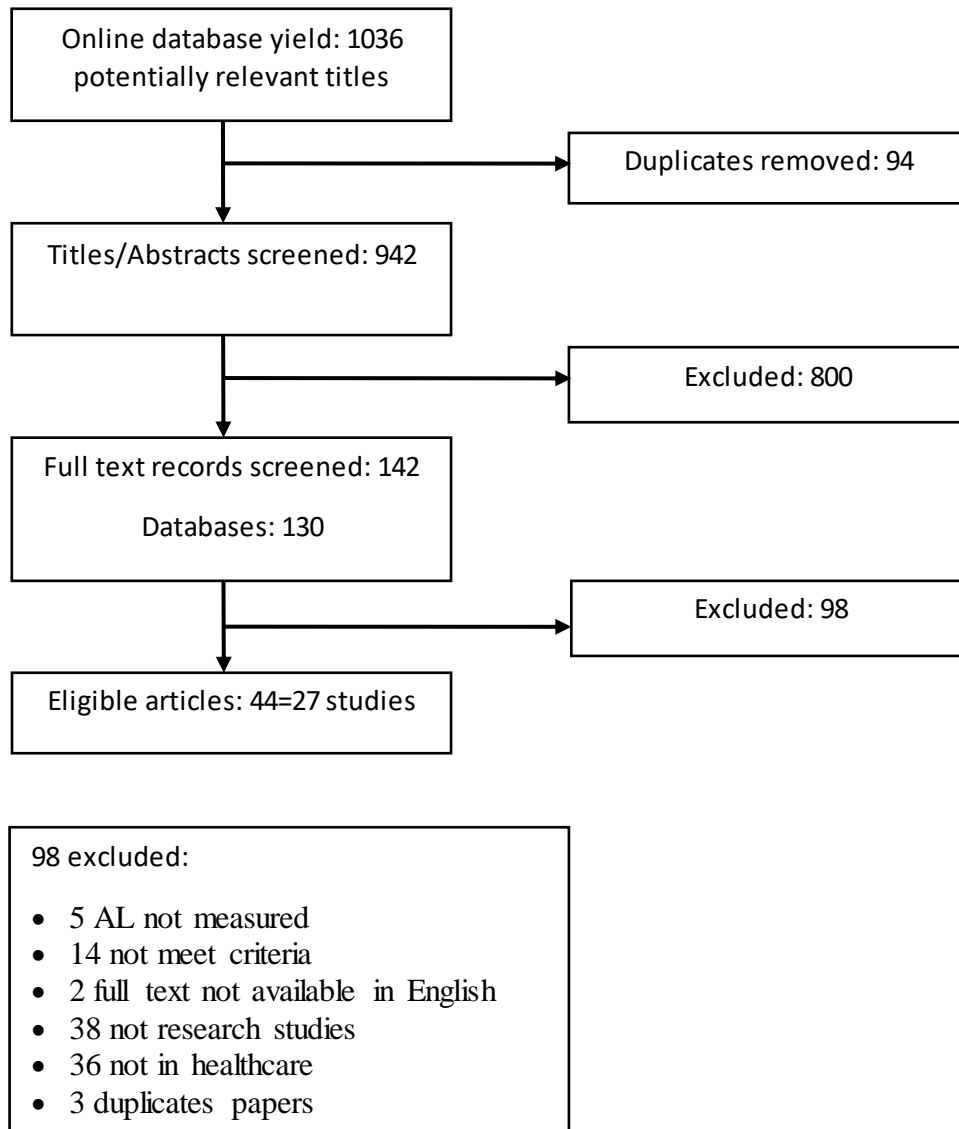 Online database yield: 1036
potentially relevant titles
Duplicates removed: 94
Titles/Abstracts screened: 942
Excluded: 800
Full text records screened: 142
Databases: 130
Excluded: 98
Eligible articles: 44=27 studies
98 excluded:
• 5 AL not measured
• 14 not meet criteria
• 2 full text not available in English
• 38 not research studies
• 36 not in healthcare
• 3 duplicates papers